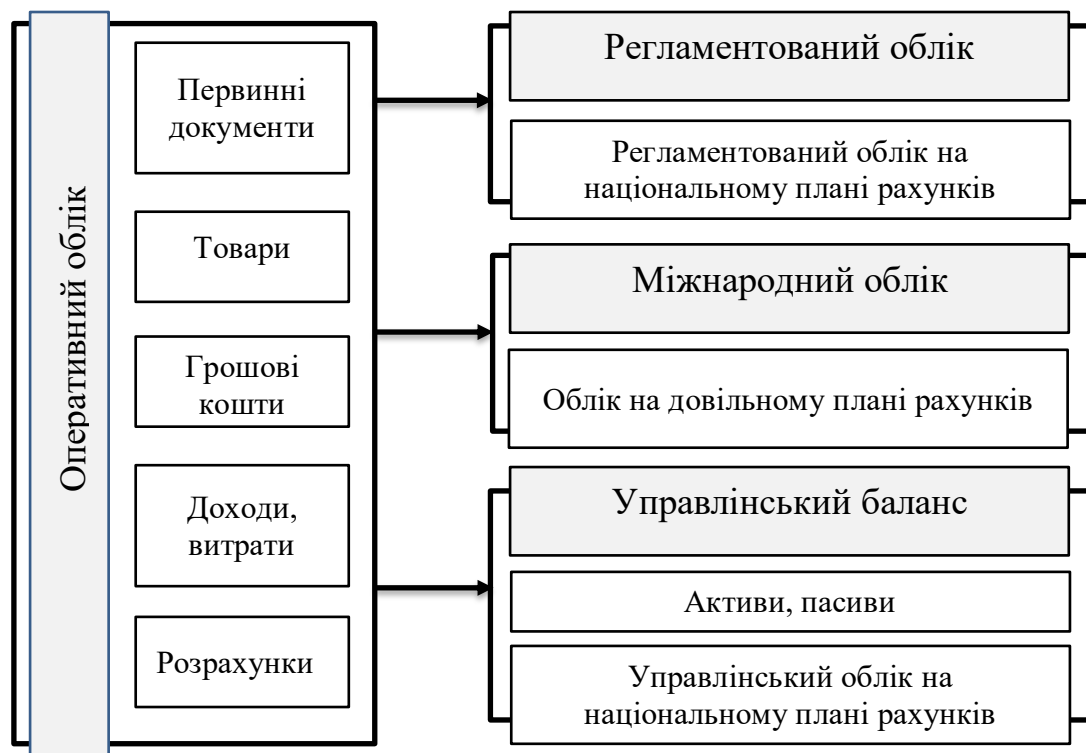 Оперативний облік
Первинні
документи
Товари
Грошові
кошти
Доходи,
витрати
Розрахунки
Регламентований облік
Регламентований облік на
національному плані рахунків
Міжнародний облік
Облік на довільному плані рахунків
Управлінський баланс
Активи, пасиви
Управлінський облік на
національному плані рахунків